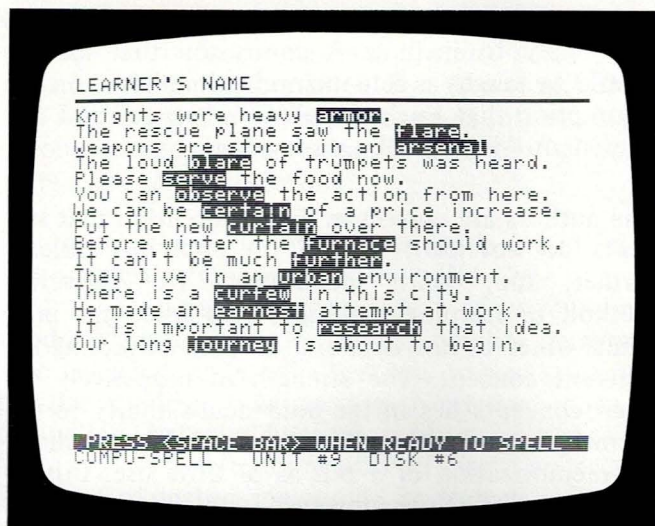 LEARNER'S NAME
Knights wore heavy armor.
The rescue plane saw the flare.
Weapons are stored in an arsenal.
The loud blare of trumpets was heard.
Please serve the food now.
You can observe the action from here.
We can be certain of a price increase.
Put the new curtain over there.
Before winter the furnace should work.
It can't be much further.
They live in an urban environment.
There is a curfew in this city.
He made an earnest attempt at work.
It is important to research that idea.
Our long journey is about to begin.
PRESS <SPACE BAR> WHEN READY TO SPELL
COMPU-SPELL UNIT #9 DISK #6